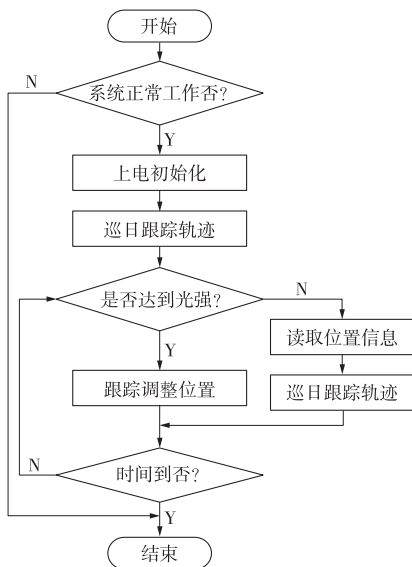 开始
N
系统正常工作否?
Y
上电初始化
巡日跟踪轨迹
是否达到光强?
N
Y
读取位置信息
跟踪调整位置
巡日跟踪轨迹
N
时间到否?
Y
结束